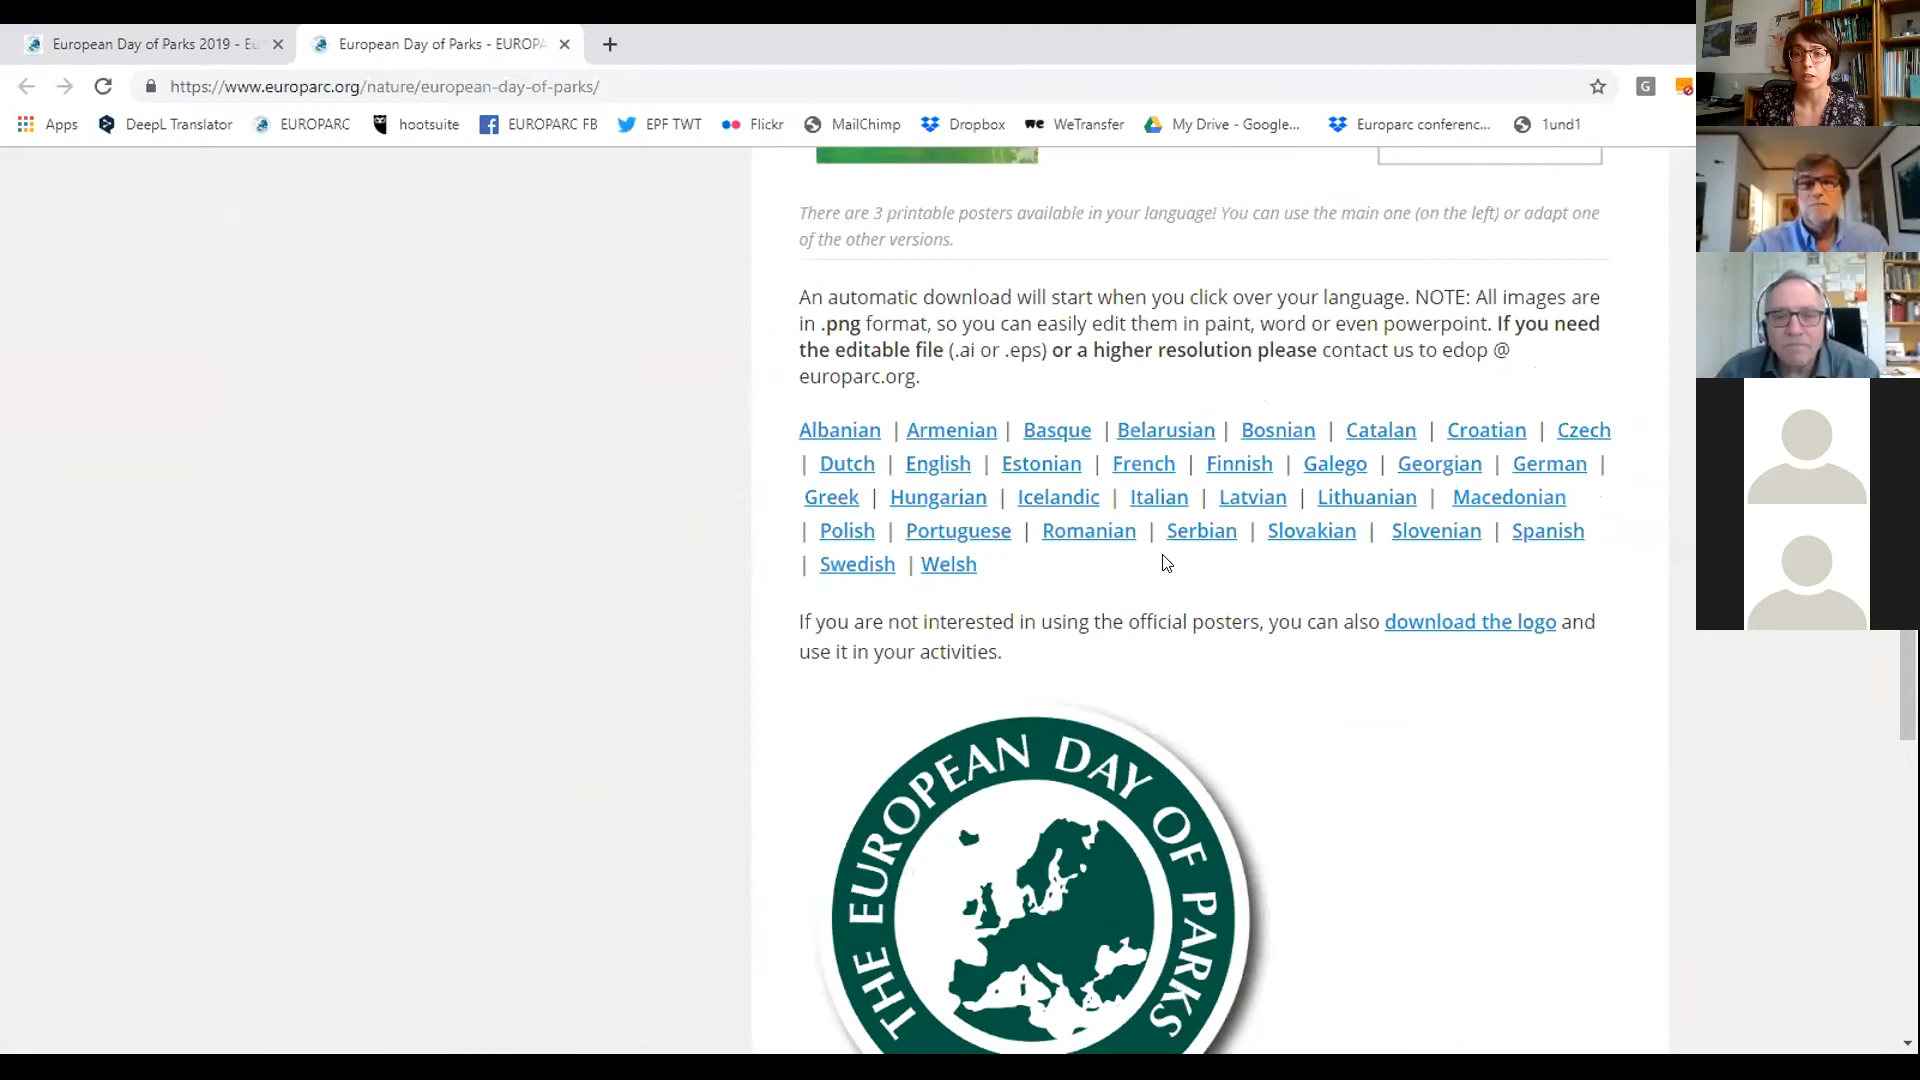 European Day of Parks 2019 - Eu
European Day of Parks - EUROPA
https://www.europarc.org/nature/european-day-of-parks/
G
Apps DeepL Translator EUROPARC hootsuite EUROPARC FB EPF TWT Flickr MailChimp Dropbox WeTransfer My Drive - Google... Europarc conferenc... 1und1
There are 3 printable posters available in your language! You can use the main one (on the left) or adapt one
of the other versions.
An automatic download will start when you click over your language. NOTE: All images are
in .png format, so you can easily edit them in paint, word or even powerpoint. If you need
the editable file (.ai or .eps) or a higher resolution please contact us to edop @
europarc.org.
Albanian | Armenian | Basque | Belarusian | Bosnian | Catalan | Croatian | Czech
| Dutch | English | Estonian | French | Finnish | Galego | Georgian | German |
Greek | Hungarian | Icelandic | Italian | Latvian | Lithuanian | Macedonian
| Polish | Portuguese | Romanian | Serbian | Slovakian | Slovenian | Spanish
| Swedish | Welsh
If you are not interested in using the official posters, you can also download the logo and
use it in your activities.
THE EUROPEAN DAY OF PARKS